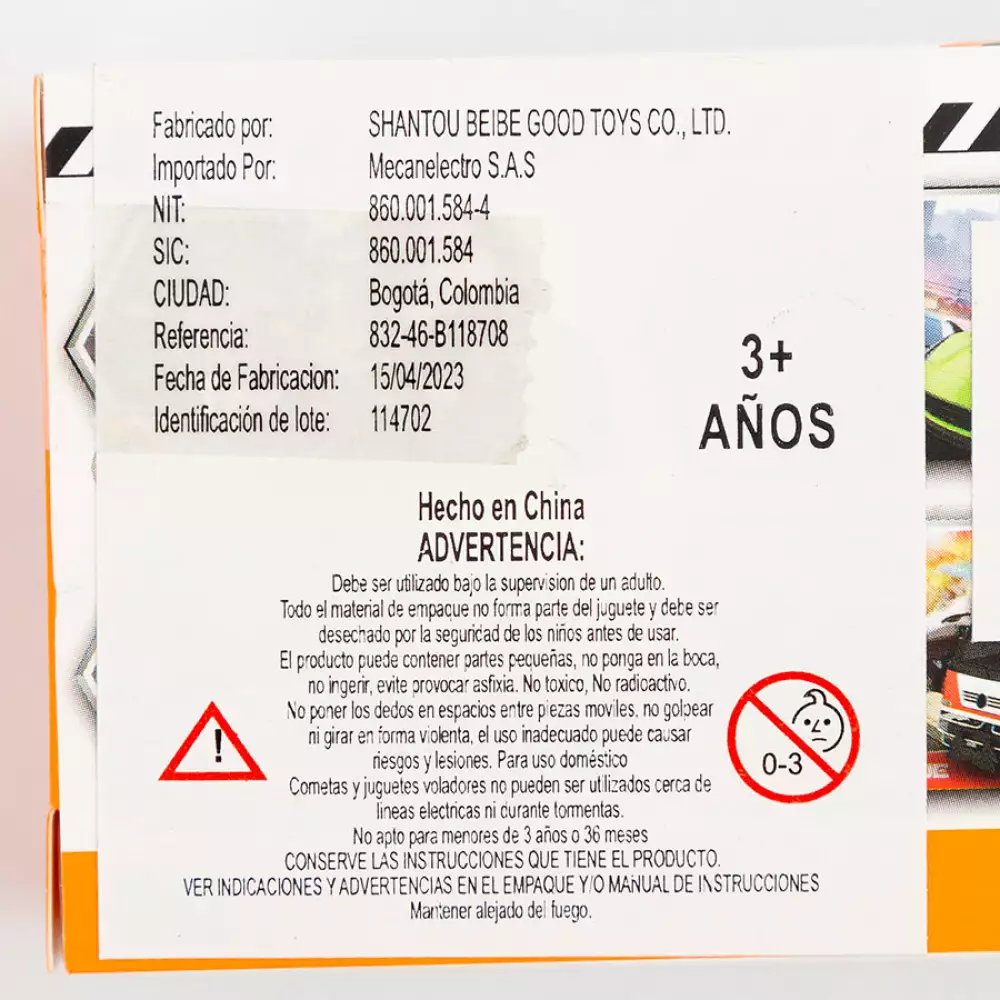 Fabricado por: SHANTOU BEIBE GOOD TOYS CO., LTD.
Importado Por: Mecanelectro S.A.S
NIT: 860.001.584-4
SIC: 860.001.584
CIUDAD: Bogotá, Colombia
Referencia: 832-46-B118708
Fecha de Fabricacion: 15/04/2023
Identificación de lote: 114702
3+
AÑOS
Hecho en China
ADVERTENCIA:
Debe ser utilizado bajo la supervision de un adulto.
Todo el material de empaque no forma parte del juguete y debe ser
desechado por la seguridad de los niños antes de usar.
El producto puede contener partes pequeñas, no ponga en la boca,
no ingerir, evite provocar asfixia. No toxico, No radioactivo.
No poner los dedos en espacios entre piezas moviles, no golpear
ni girar en forma violenta, el uso inadecuado puede causar
riesgos y lesiones. Para uso doméstico
Cometas y juguetes voladores no pueden ser utilizados cerca de
lineas electricas ni durante tormentas.
No apto para menores de 3 años o 36 meses
CONSERVE LAS INSTRUCCIONES QUE TIENE EL PRODUCTO.
VER INDICACIONES Y ADVERTENCIAS EN EL EMPAQUE Y/O MANUAL DE INSTRUCCIONES
Mantener alejado del fuego.
!
0-3